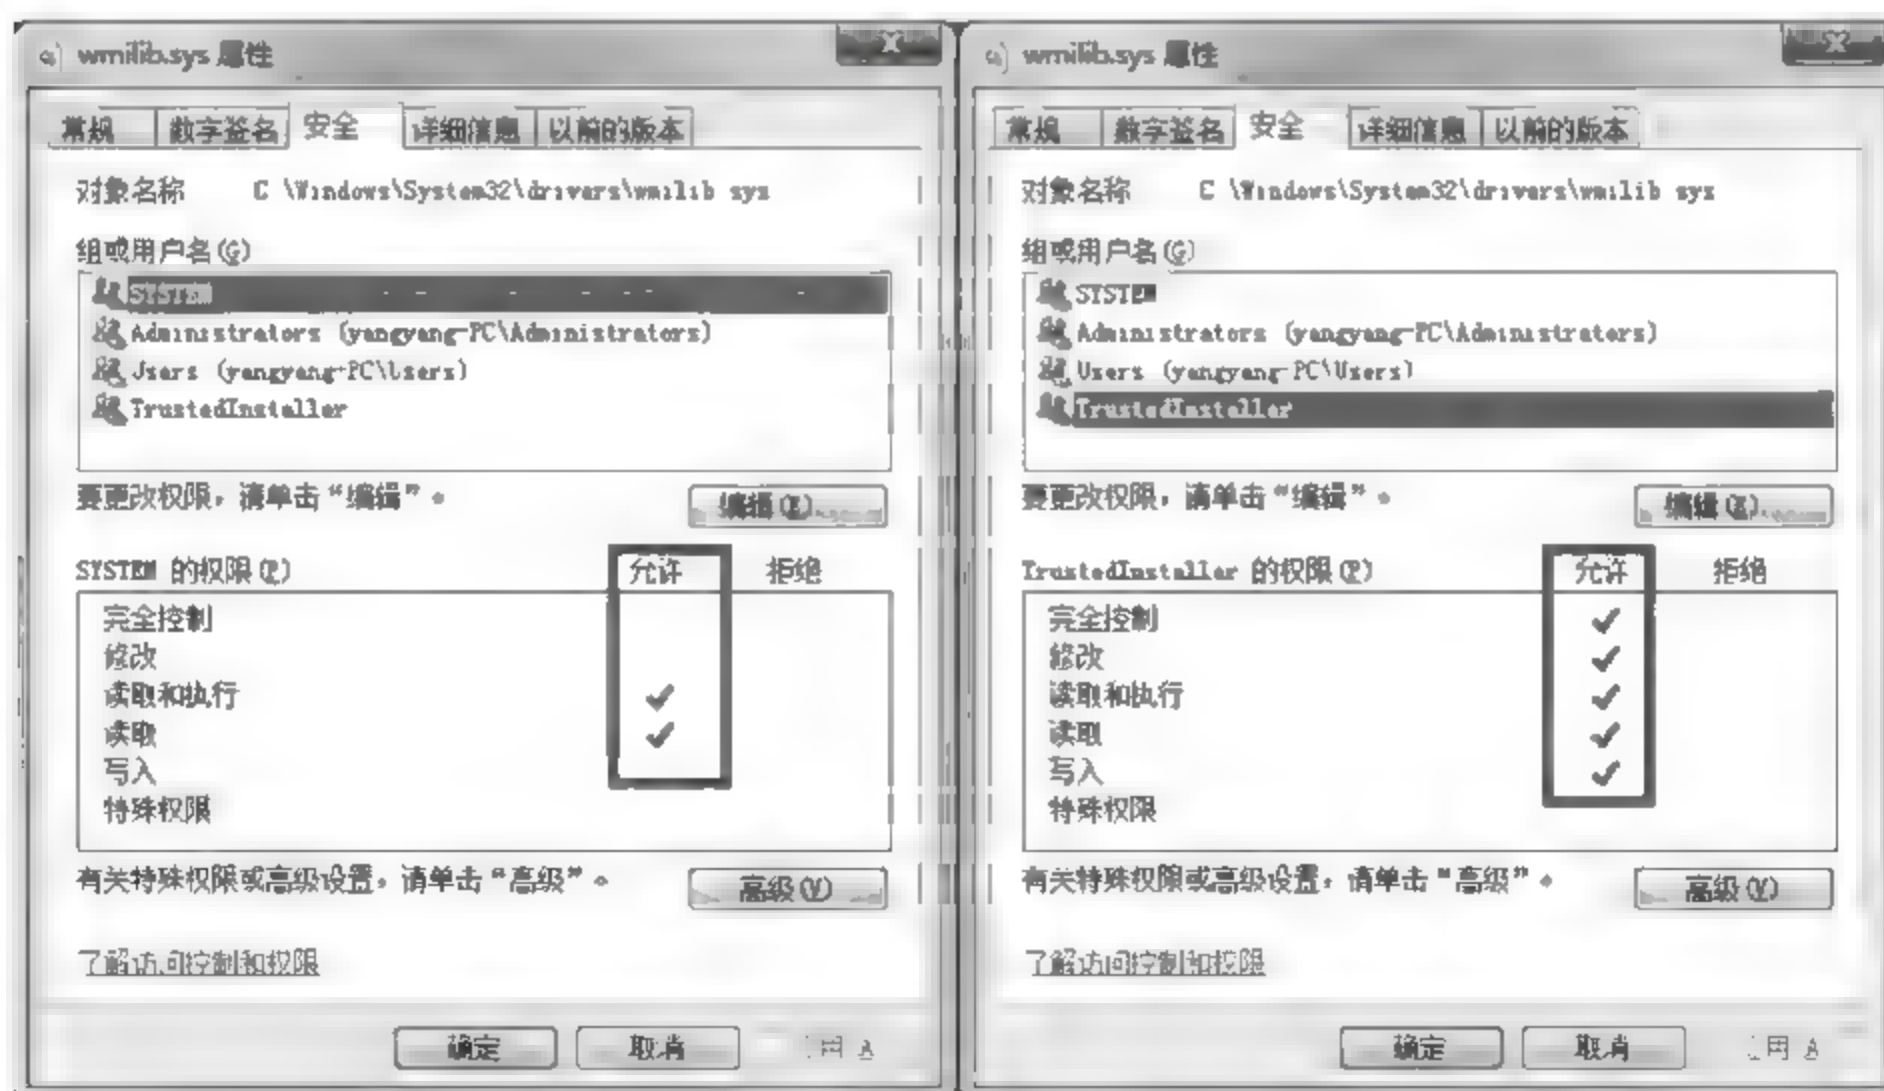 wmilib.sys 属性
常规 数字签名 安全 详细信息 以前的版本
对象名称 C \Windows\System32\drivers\wmilib sys
组或用户名(G)
SYSTEM
Administrators (yangyang-PC\Administrators)
Users (yangyang-PC\Users)
TrustedInstaller
要更改权限，请单击“编辑”。
编辑(E)
SYSTEM 的权限(P) 允许 拒绝
完全控制
修改
读取和执行
读取
写入
特殊权限
有关特殊权限或高级设置，请单击“高级”。
高级(V)
了解访问控制和权限
确定 取消
wmilib.sys 属性
常规 数字签名 安全 详细信息 以前的版本
对象名称 C \Windows\System32\drivers\wmilib sys
组或用户名(G)
SYSTEM
Administrators (yangyang-PC\Administrators)
Users (yangyang-PC\Users)
TrustedInstaller
要更改权限，请单击“编辑”。
编辑(E)
TrustedInstaller 的权限(P) 允许 拒绝
完全控制
修改
读取和执行
读取
写入
特殊权限
有关特殊权限或高级设置，请单击“高级”。
高级(V)
了解访问控制和权限
确定 取消